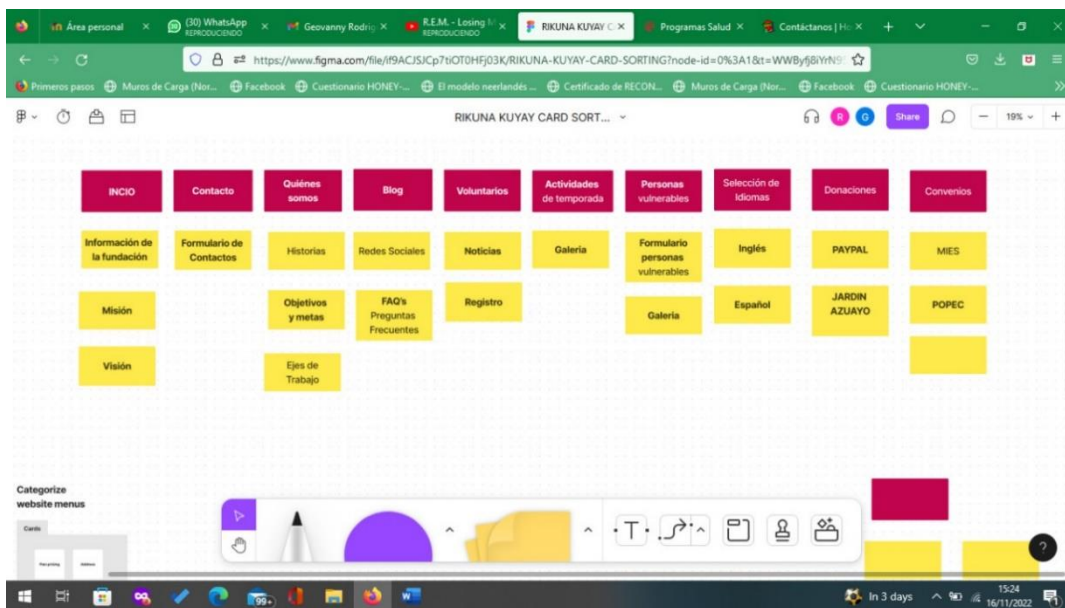 Área personal
(30) WhatsApp
REPRODUCIENDO
Geovanny Rodrig
R.E.M. - Losing
REPRODUCIENDO
RIKUNA KUYAY C
Programas Salud
Contáctanos | Ho
https://www.figma.com/file/if9ACJSJCp7tiOT0HFj03K/RIKUNA-KUYAY-CARD-SORTING?node-id=0%3A1&t=WWByfj8iYrN9
Primeros pasos
Muros de Carga (Nor...
Facebook
Cuestionario HONEY-...
El modelo neerlandés ...
Certificado de RECON...
Muros de Carga (Nor...
Facebook
Cuestionario HONEY-...
RIKUNA KUYAY CARD SORT...
R
G
Share
19%
INCIO
Contacto
Quiénes
somos
Blog
Voluntarios
Actividades
de temporada
Personas
vulnerables
Selección de
Idiomas
Donaciones
Convenios
Información de
la fundación
Formulario de
Contactos
Historias
Redes Sociales
Noticias
Galeria
Formulario
personas
vulnerables
Inglés
PAYPAL
MIES
Misión
Objetivos
y metas
FAQ's
Preguntas
Frecuentes
Registro
Galeria
Español
JARDIN
AZUAYO
POPEC
Visión
Ejes de
Trabajo
Categorize
website menus
Cards
T
?
99+
In 3 days
15:24
16/11/2022